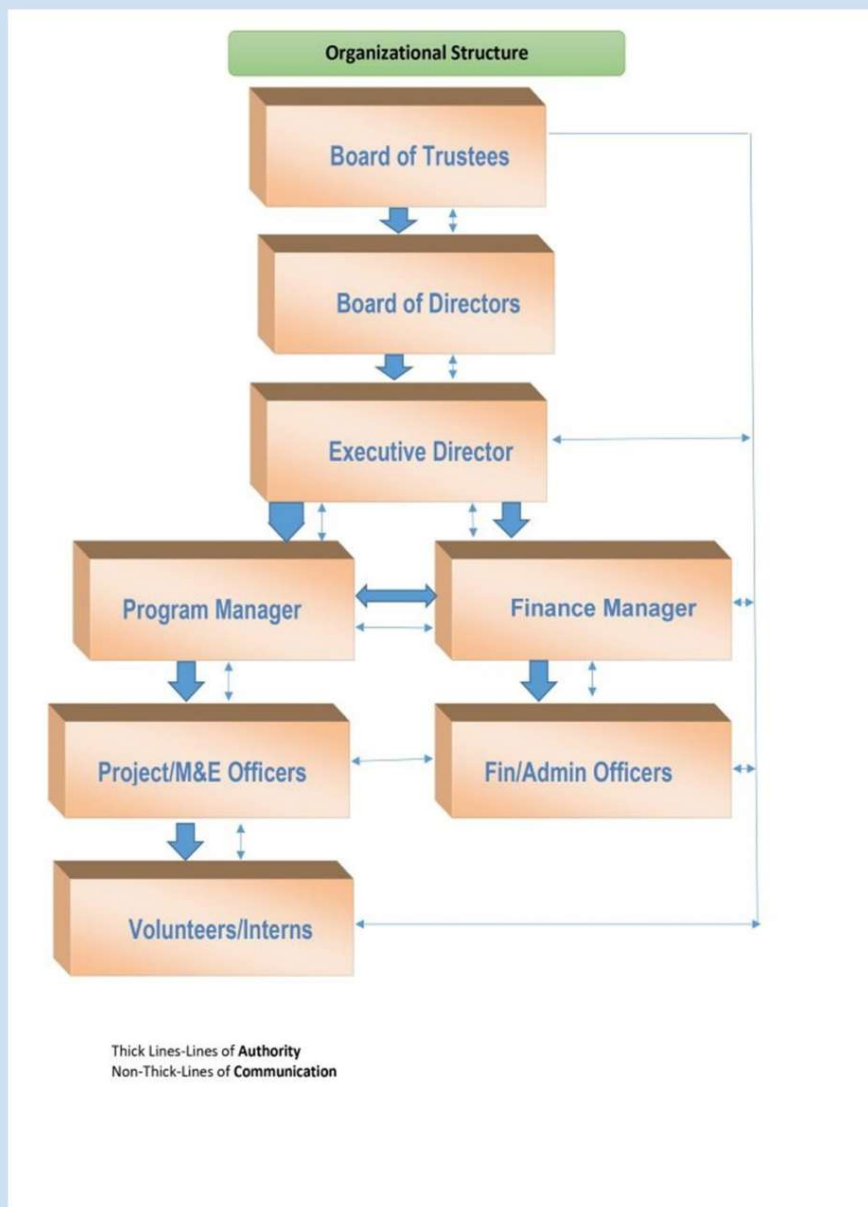 Organizational Structure
Board of Trustees
Board of Directors
Executive Director
Program Manager
Finance Manager
Project/M&E Officers
Fin/Admin Officers
Volunteers/Interns
Thick Lines-Lines of Authority
Non-Thick-Lines of Communication